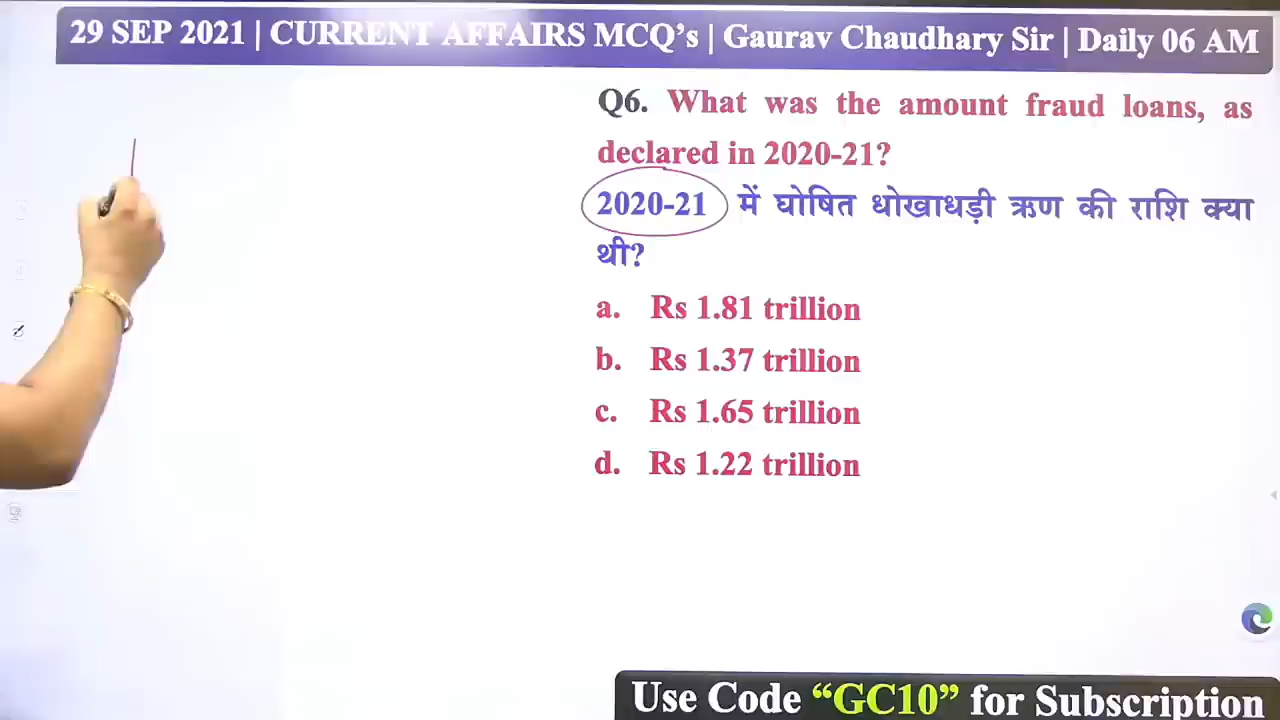 29 SEP 2021 | CURRENT AFFAIRS MCQ's | Gaurav Chaudhary Sir | Daily 06 AM
Q6. What was the amount fraud loans, as
declared in 2020-21?
2020-21 में घोषित धोखाधड़ी ऋण की राशि क्या
थी?
a. Rs 1.81 trillion
b. Rs 1.37 trillion
c. Rs 1.65 trillion
d. Rs 1.22 trillion
Use Code “GC10” for Subscription